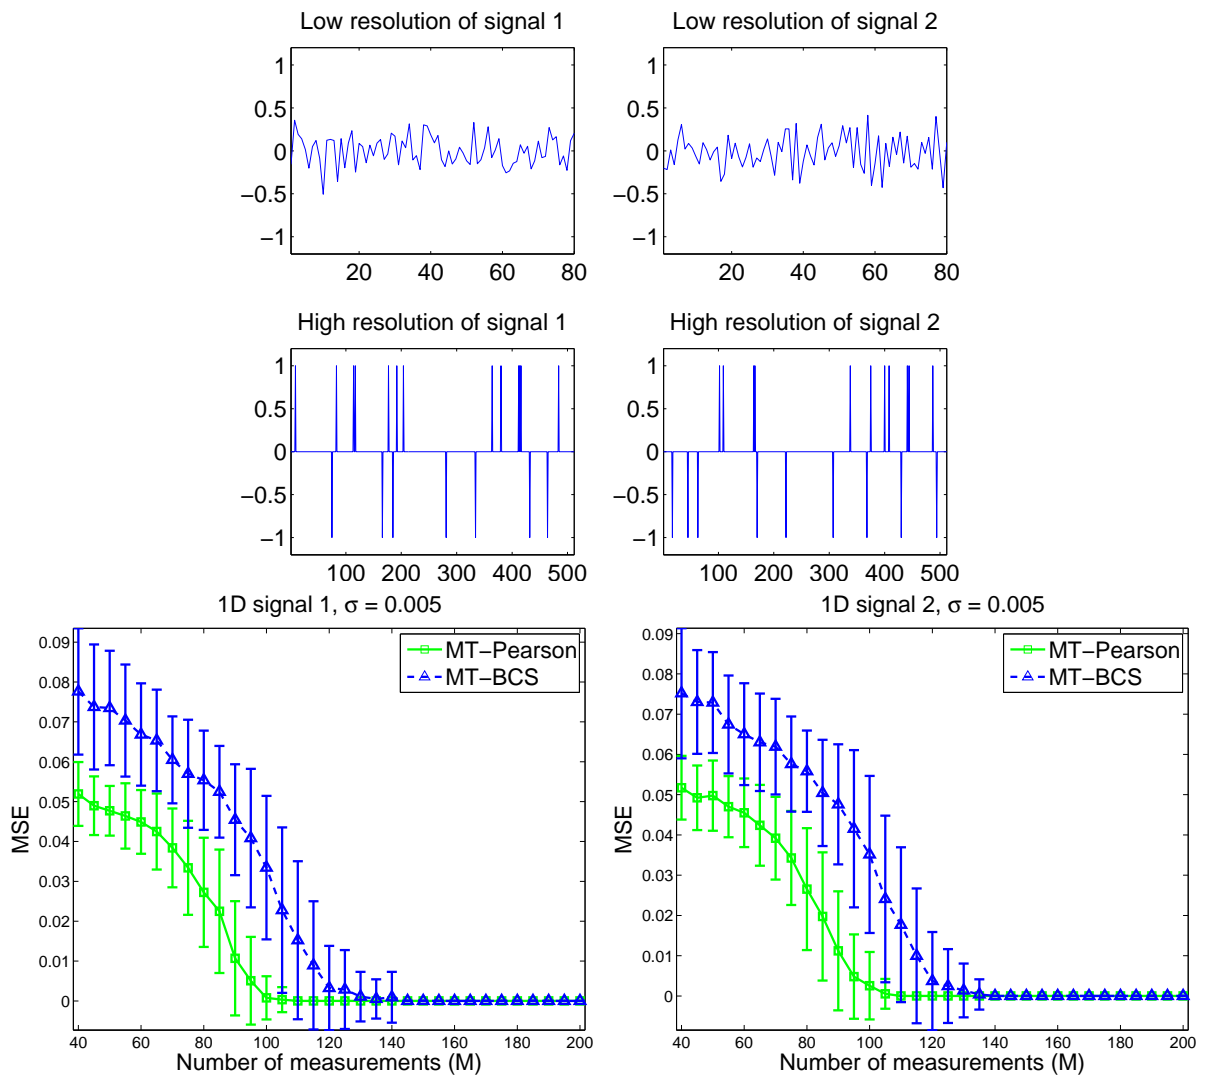 Low resolution of signal 1
Low resolution of signal 2
1
0.5
0
−0.5
−1
20 40 60 80
1
0.5
0
−0.5
−1
20 40 60 80
High resolution of signal 1
High resolution of signal 2
1
0.5
0
−0.5
−1
100 200 300 400 500
1
0.5
0
−0.5
−1
100 200 300 400 500
1D signal 1, σ = 0.005
MT−Pearson
MT−BCS
0.09
0.08
0.07
0.06
0.05
0.04
0.03
0.02
0.01
0
MSE
40 60 80 100 120 140 160 180 200
Number of measurements (M)
1D signal 2, σ = 0.005
MT−Pearson
MT−BCS
0.09
0.08
0.07
0.06
0.05
0.04
0.03
0.02
0.01
0
MSE
40 60 80 100 120 140 160 180 200
Number of measurements (M)